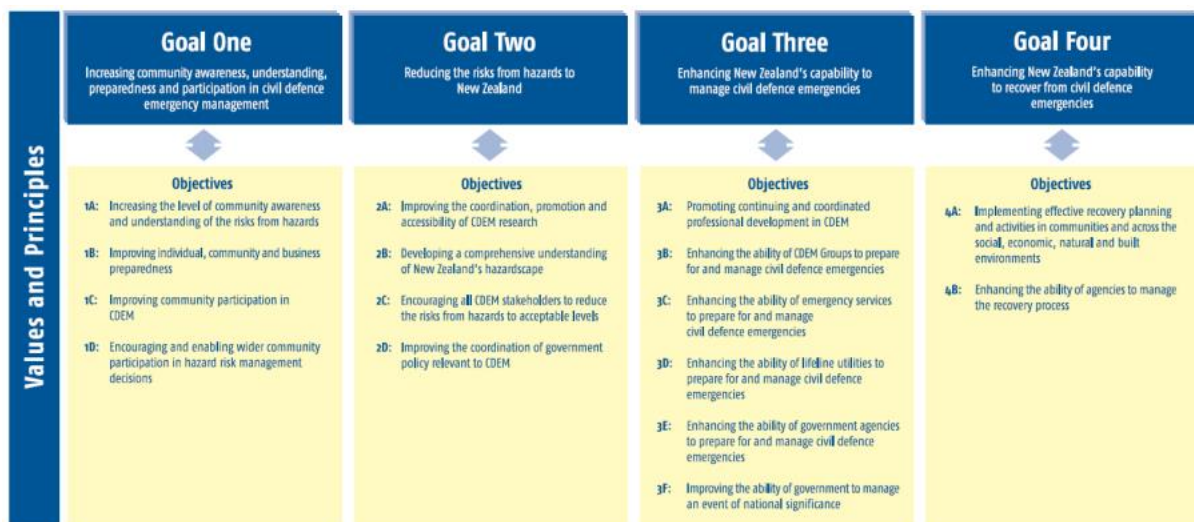 Values and Principles
Goal One
Increasing community awareness, understanding,
preparedness and participation in civil defence
emergency management
Objectives
1A: Increasing the level of community awareness
and understanding of the risks from hazards
1B: Improving individual, community and business
preparedness
1C: Improving community participation in
CDEM
1D: Encouraging and enabling wider community
participation in hazard risk management
decisions
Goal Two
Reducing the risks from hazards to
New Zealand
Objectives
2A: Improving the coordination, promotion and
accessibility of CDEM research
2B: Developing a comprehensive understanding
of New Zealand's hazardscape
2C: Encouraging all CDEM stakeholders to reduce
the risks from hazards to acceptable levels
2D: Improving the coordination of government
policy relevant to CDEM
Goal Three
Enhancing New Zealand's capability to
manage civil defence emergencies
Objectives
3A: Promoting continuing and coordinated
professional development in CDEM
3B: Enhancing the ability of CDEM Groups to prepare
for and manage civil defence emergencies
3C: Enhancing the ability of emergency services
to prepare for and manage
civil defence emergencies
3D: Enhancing the ability of lifeline utilities to
prepare for and manage civil defence
emergencies
3E: Enhancing the ability of government agencies
to prepare for and manage civil defence
emergencies
3F: Improving the ability of government to manage
an event of national significance
Goal Four
Enhancing New Zealand's capability
to recover from civil defence
emergencies
Objectives
4A: Implementing effective recovery planning
and activities in communities and across the
social, economic, natural and built
environments
4B: Enhancing the ability of agencies to manage
the recovery process